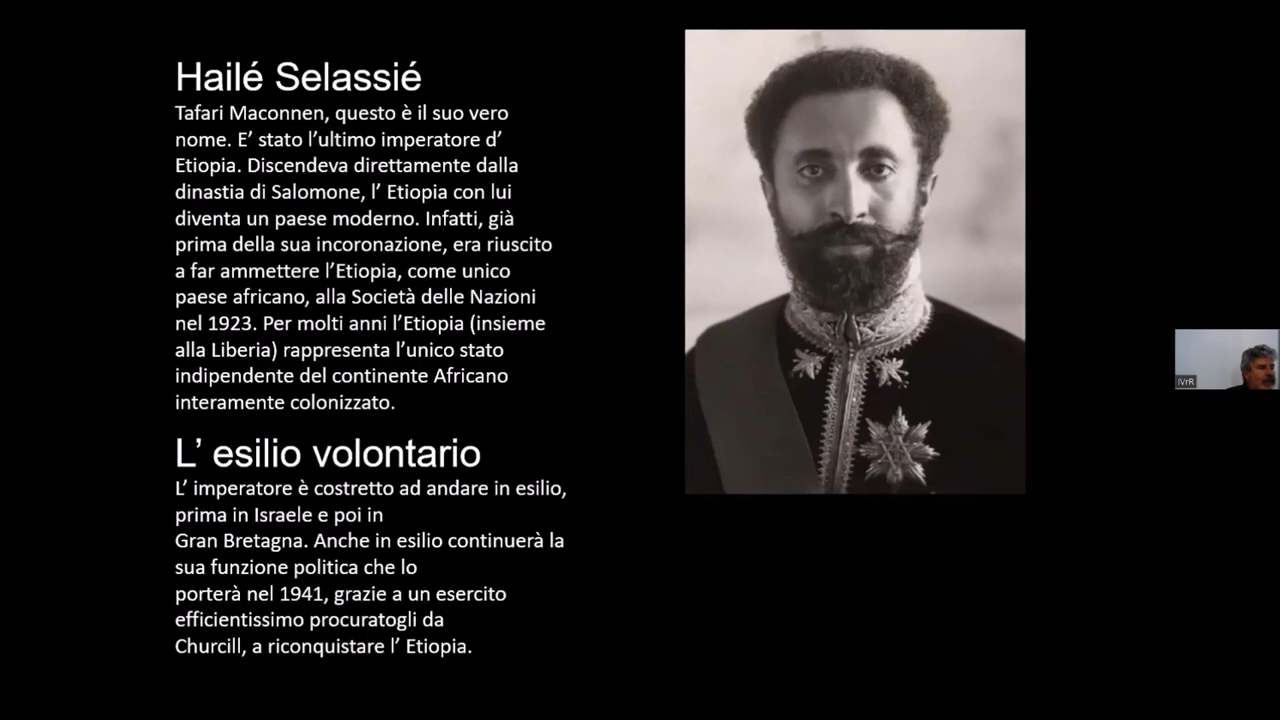 Hailé Selassié
Tafari Maconnen, questo è il suo vero
nome. E’ stato l’ultimo imperatore d’
Etiopia. Discendeva direttamente dalla
dinastia di Salomone, l’ Etiopia con lui
diventa un paese moderno. Infatti, già
prima della sua incoronazione, era riuscito
a far ammettere l’Etiopia, come unico
paese africano, alla Società delle Nazioni
nel 1923. Per molti anni l’Etiopia (insieme
alla Liberia) rappresenta l’unico stato
indipendente del continente Africano
interamente colonizzato.
L’ esilio volontario
L’ imperatore è costretto ad andare in esilio,
prima in Israele e poi in
Gran Bretagna. Anche in esilio continuerà la
sua funzione politica che lo
porterà nel 1941, grazie a un esercito
efficientissimo procuratogli da
Churcill, a riconquistare l’ Etiopia.
IVrR